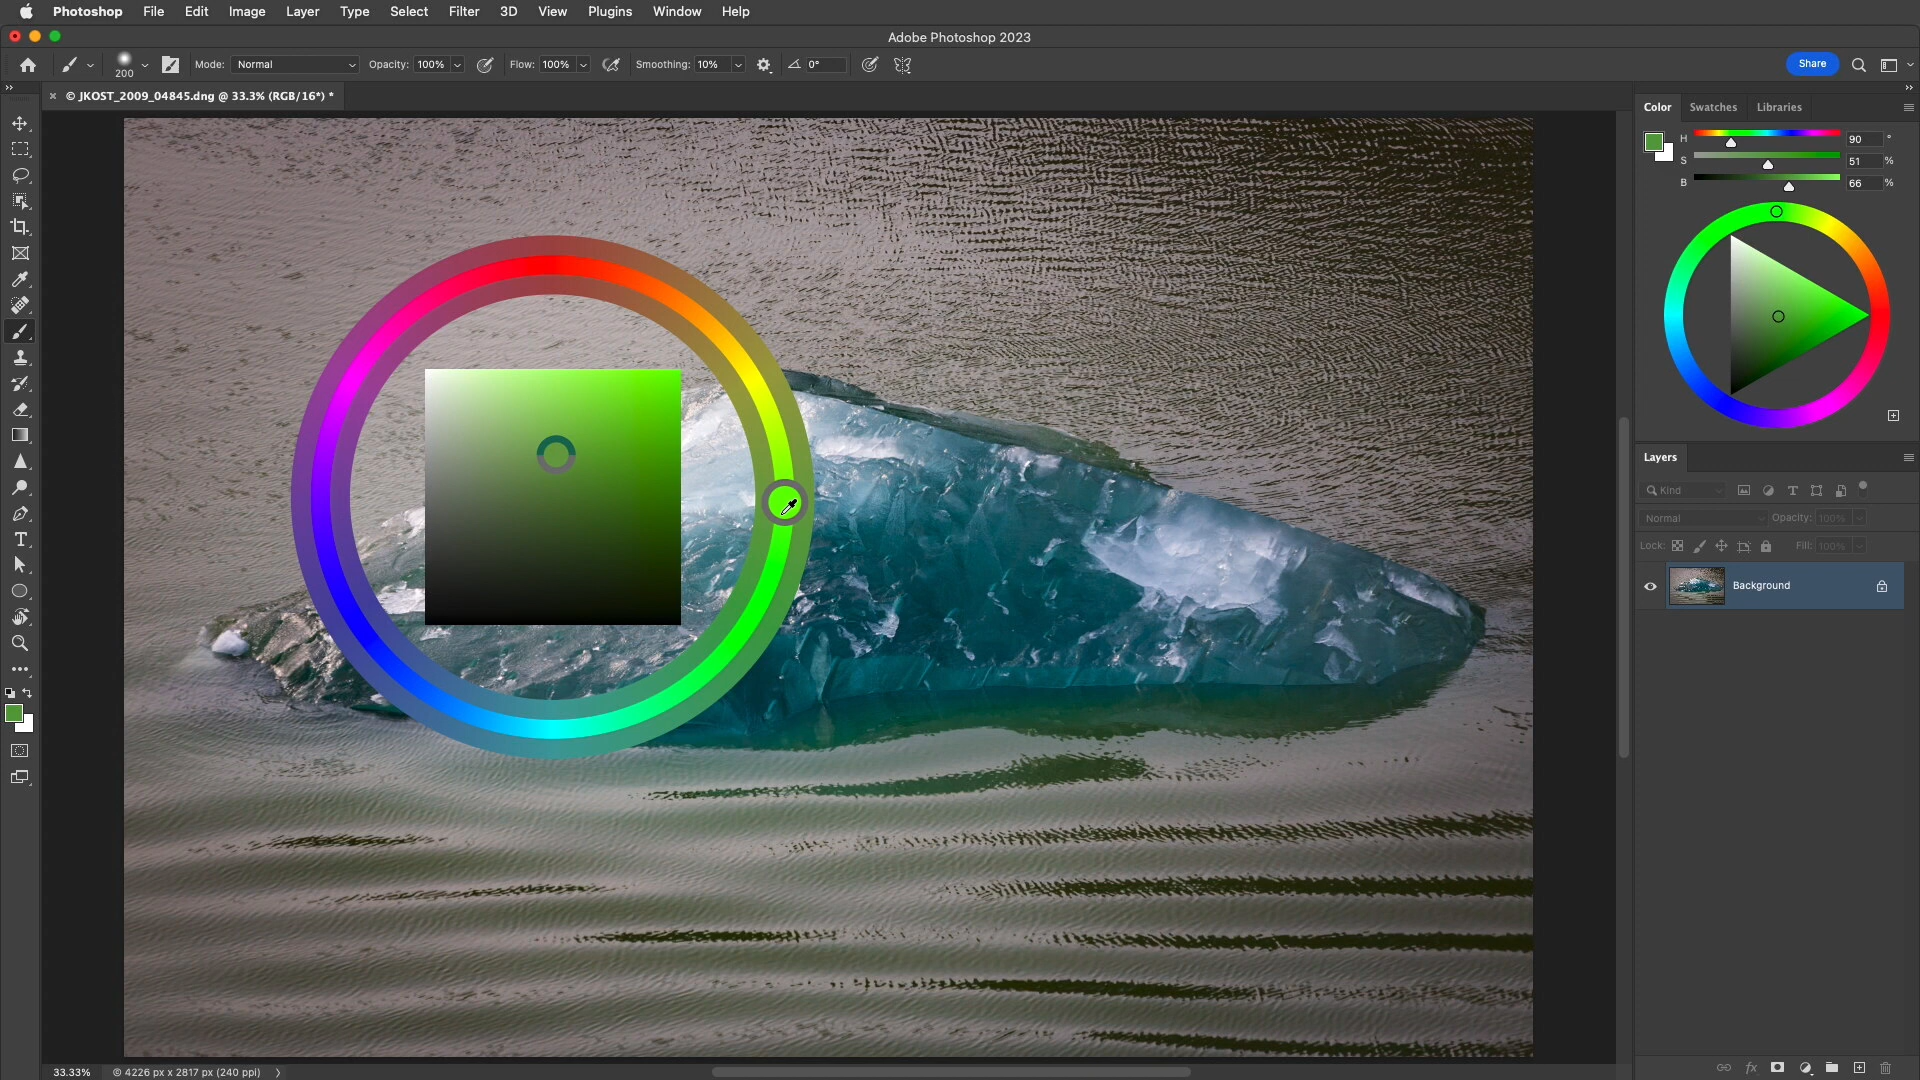 Photoshop File Edit Image Layer Type Select Filter 3D View Plugins Window Help
Adobe Photoshop 2023
200 Mode: Normal Opacity: 100% Flow: 100% Smoothing: 10% 0° Share
× © JKOST_2009_04845.dng @ 33.3% (RGB/16*) *
Color Swatches Libraries
H 90 °
S 51 %
B 66 %
Layers
Kind
Normal Opacity: 100%
Lock: Fill: 100%
Background
33.33% © 4226 px x 2817 px (240 ppi)